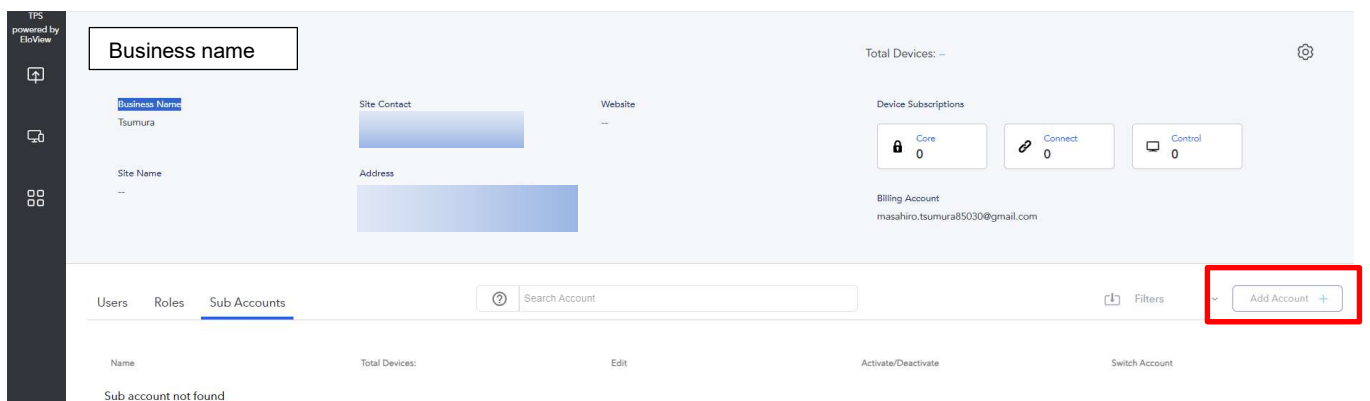 TPS
powered by
EloView
Business name
Total Devices: --
Business Name
Tsumura
Site Contact
Website
--
Device Subscriptions
Core
0
Connect
0
Control
0
Site Name
--
Address
Billing Account
masahiro.tsumura85030@gmail.com
Users Roles Sub Accounts
Search Account
Filters
Add Account +
Name Total Devices: Edit Activate/Deactivate Switch Account
Sub account not found